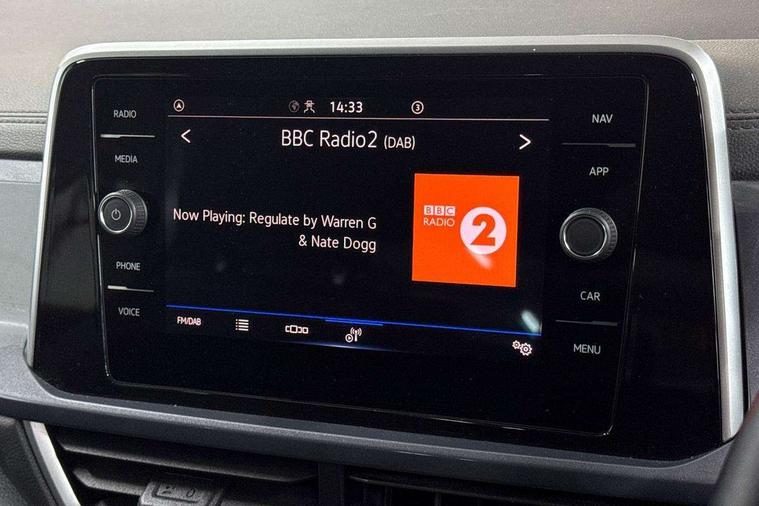 RADIO
MEDIA
PHONE
VOICE
14:33
3
BBC Radio2 (DAB)
Now Playing: Regulate by Warren G
& Nate Dogg
BBC
RADIO
2
FM/DAB
NAV
APP
CAR
MENU